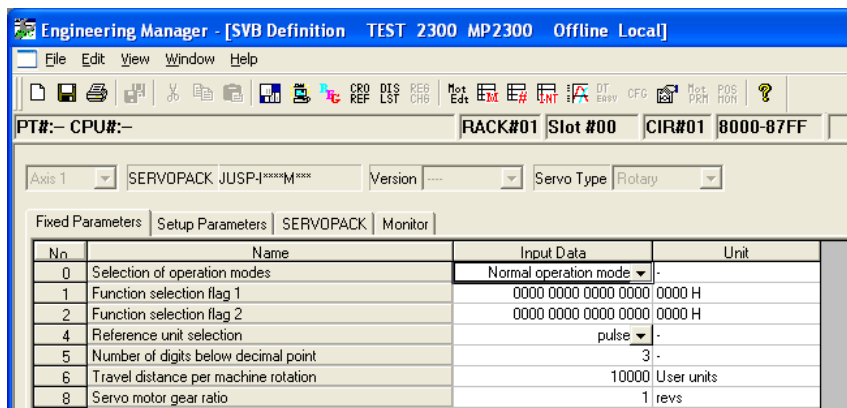 Engineering Manager - [SVB Definition TEST 2300 MP2300 Offline Local]
File Edit View Window Help
CRO REF DIS LST REG CHG Mot Edt M # INT DT Easy CFG Mot PRM POS MON ?
PT#:– CPU#:– RACK#01 Slot #00 CIR#01 8000-87FF
Axis 1 SERVOPACK JUSP-I****M*** Version ---- Servo Type Rotary
Fixed Parameters Setup Parameters SERVOPACK Monitor
No Name Input Data Unit
0 Selection of operation modes Normal operation mode -
1 Function selection flag 1 0000 0000 0000 0000 0000 H
2 Function selection flag 2 0000 0000 0000 0000 0000 H
4 Reference unit selection pulse -
5 Number of digits below decimal point 3 -
6 Travel distance per machine rotation 10000 User units
8 Servo motor gear ratio 1 revs